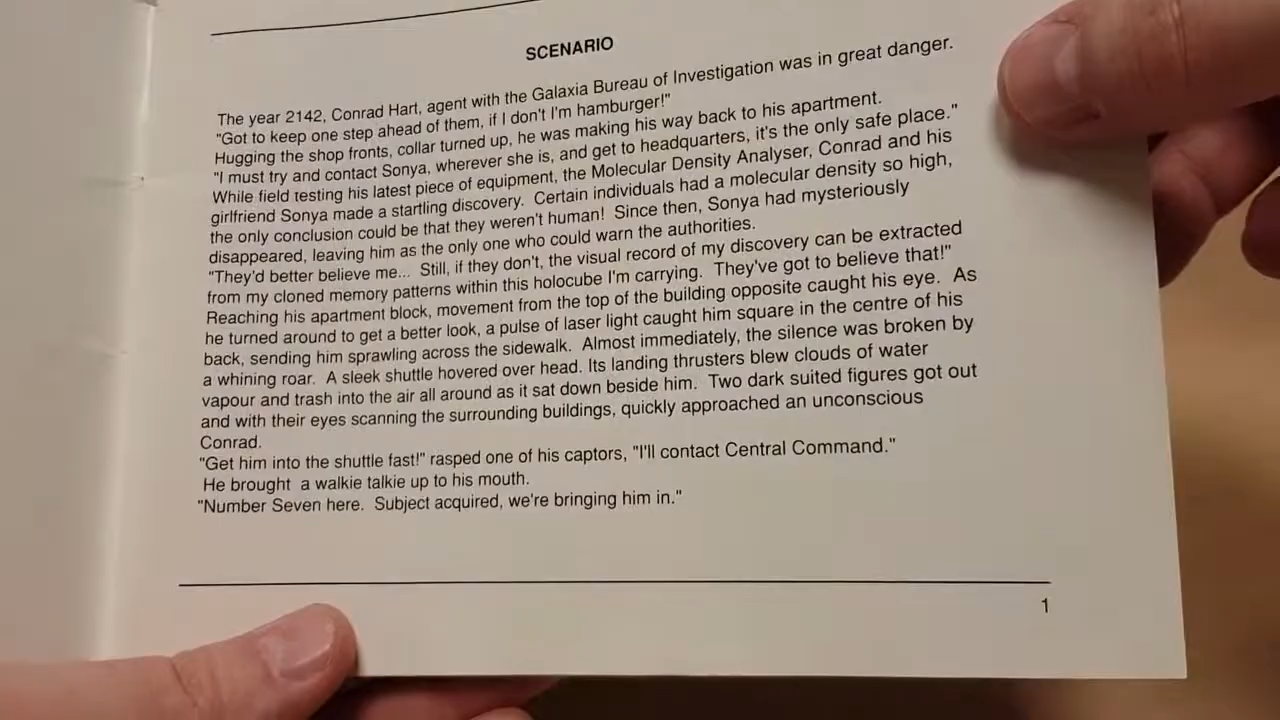 SCENARIO
The year 2142, Conrad Hart, agent with the Galaxia Bureau of Investigation was in great danger.
"Got to keep one step ahead of them, if I don't I'm hamburger!"
Hugging the shop fronts, collar turned up, he was making his way back to his apartment.
"I must try and contact Sonya, wherever she is, and get to headquarters, it's the only safe place."
While field testing his latest piece of equipment, the Molecular Density Analyser, Conrad and his
girlfriend Sonya made a startling discovery. Certain individuals had a molecular density so high,
the only conclusion could be that they weren't human! Since then, Sonya had mysteriously
disappeared, leaving him as the only one who could warn the authorities.
"They'd better believe me... Still, if they don't, the visual record of my discovery can be extracted
from my cloned memory patterns within this holocube I'm carrying. They've got to believe that!"
Reaching his apartment block, movement from the top of the building opposite caught his eye. As
he turned around to get a better look, a pulse of laser light caught him square in the centre of his
back, sending him sprawling across the sidewalk. Almost immediately, the silence was broken by
a whining roar. A sleek shuttle hovered over head. Its landing thrusters blew clouds of water
vapour and trash into the air all around as it sat down beside him. Two dark suited figures got out
and with their eyes scanning the surrounding buildings, quickly approached an unconscious
Conrad.
"Get him into the shuttle fast!" rasped one of his captors, "I'll contact Central Command."
He brought a walkie talkie up to his mouth.
"Number Seven here. Subject acquired, we're bringing him in."
1